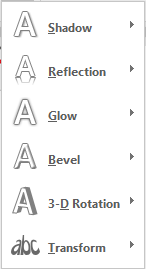 Shadow
Reflection
Glow
Bevel
3-D Rotation
abc Transform